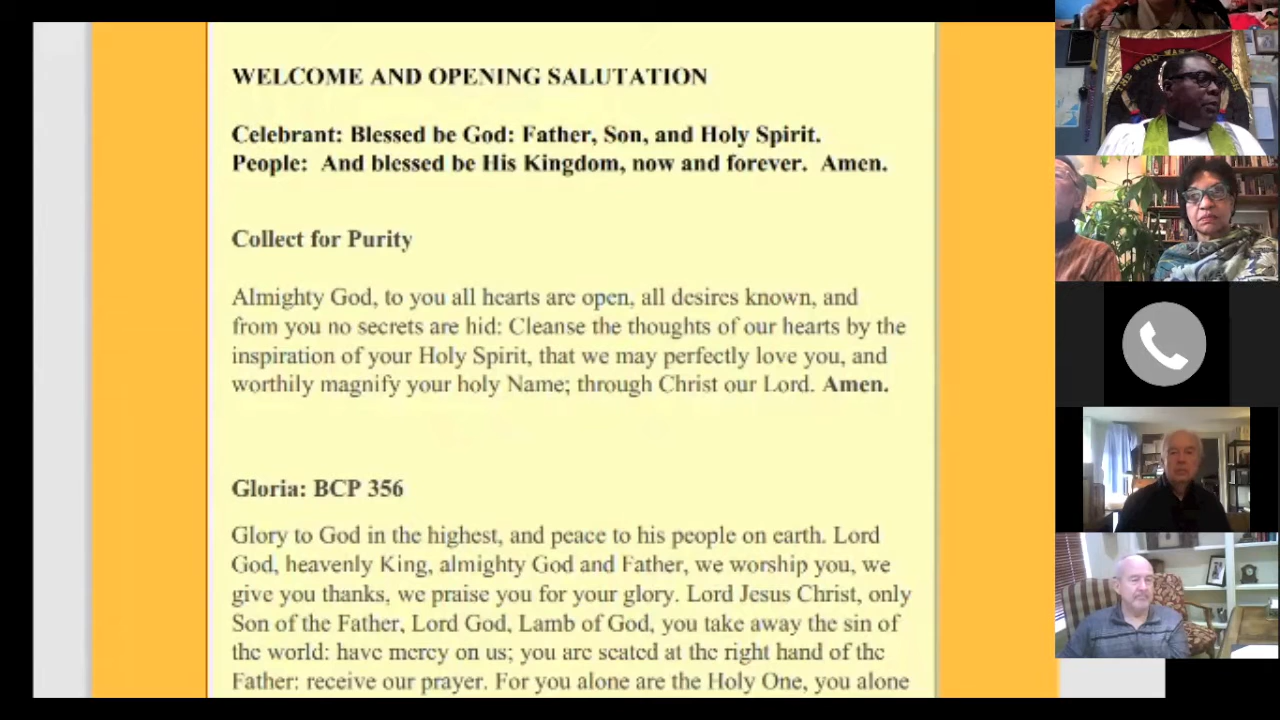 WELCOME AND OPENING SALUTATION
Celebrant: Blessed be God: Father, Son, and Holy Spirit.
People: And blessed be His Kingdom, now and forever. Amen.
Collect for Purity
Almighty God, to you all hearts are open, all desires known, and
from you no secrets are hid: Cleanse the thoughts of our hearts by the
inspiration of your Holy Spirit, that we may perfectly love you, and
worthily magnify your holy Name; through Christ our Lord. Amen.
Gloria: BCP 356
Glory to God in the highest, and peace to his people on earth. Lord
God, heavenly King, almighty God and Father, we worship you, we
give you thanks, we praise you for your glory. Lord Jesus Christ, only
Son of the Father, Lord God, Lamb of God, you take away the sin of
the world: have mercy on us; you are seated at the right hand of the
Father: receive our prayer. For you alone are the Holy One, you alone
THE WORD WAS FLESH